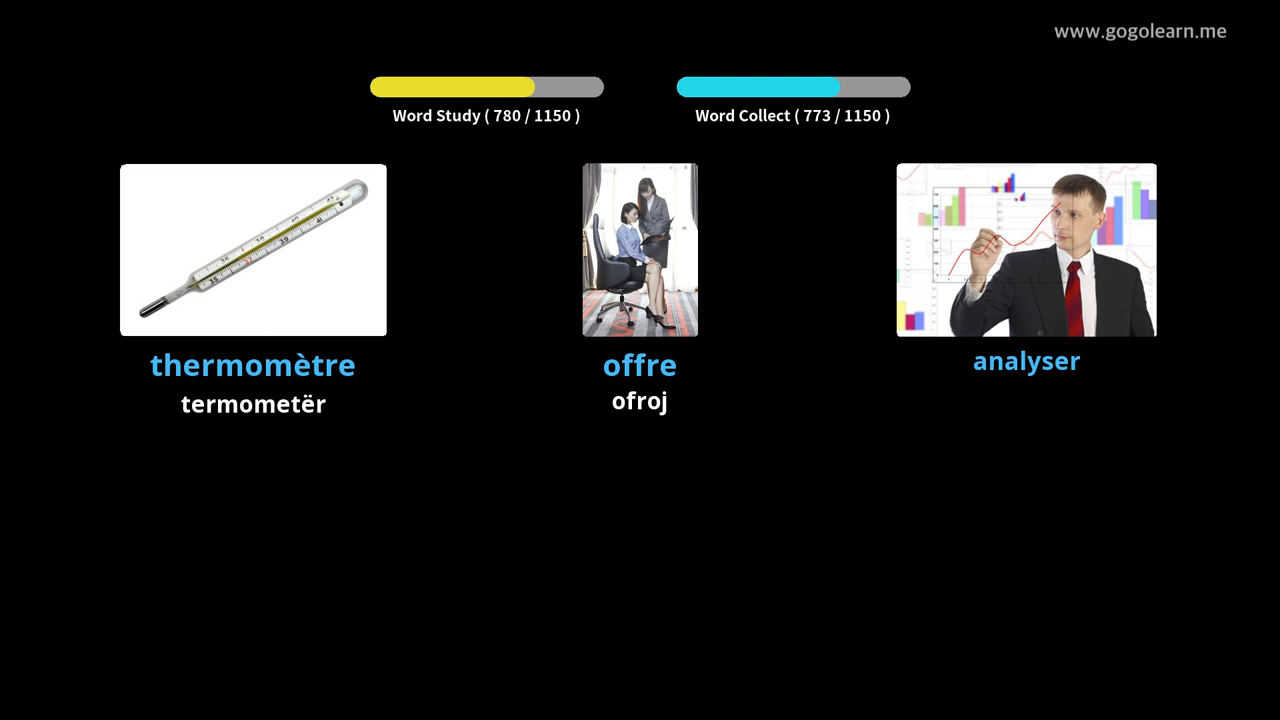 www.gogolearn.me
Word Study ( 780 / 1150 )
Word Collect ( 773 / 1150 )
thermomètre
termometër
offre
ofroj
analyser